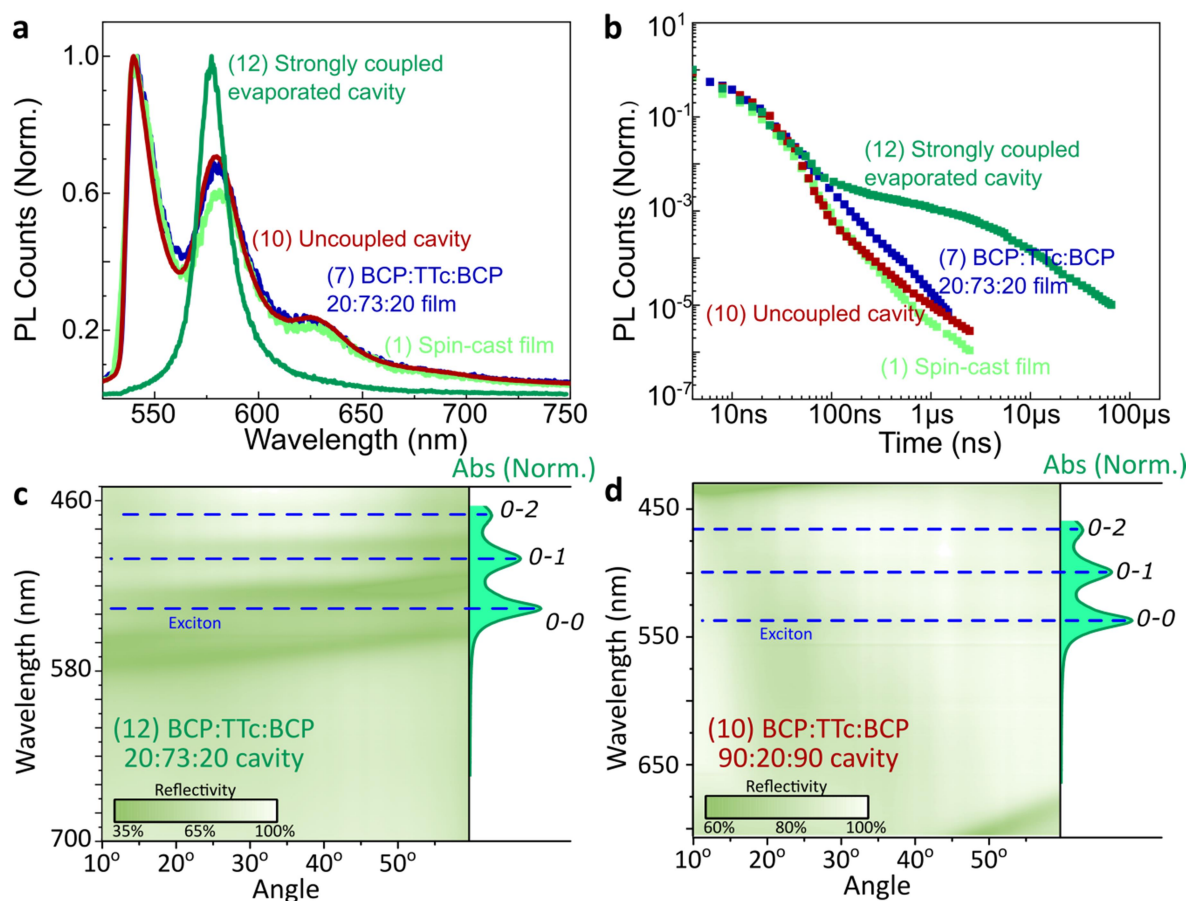 a
PL Counts (Norm.)
1.0
0.6
0.2
(12) Strongly coupled
evaporated cavity
(10) Uncoupled cavity
(7) BCP:TTc:BCP
20:73:20 film
(1) Spin-cast film
550
600
650
700
750
Wavelength (nm)
b
PL Counts (Norm.)
10¹
10⁻¹
10⁻³
10⁻⁵
10⁻⁷
(12) Strongly coupled
evaporated cavity
(7) BCP:TTc:BCP
20:73:20 film
(10) Uncoupled cavity
(1) Spin-cast film
10ns
100ns
1µs
10µs
100µs
Time (ns)
c
Abs (Norm.)
Wavelength (nm)
460
580
700
0-2
0-1
0-0
Exciton
(12) BCP:TTc:BCP
20:73:20 cavity
Reflectivity
35%
65%
100%
10°
20°
30°
40°
50°
Angle
d
Abs (Norm.)
Wavelength (nm)
450
550
650
0-2
0-1
0-0
Exciton
(10) BCP:TTc:BCP
90:20:90 cavity
Reflectivity
60%
80%
100%
10°
20°
30°
40°
50°
Angle